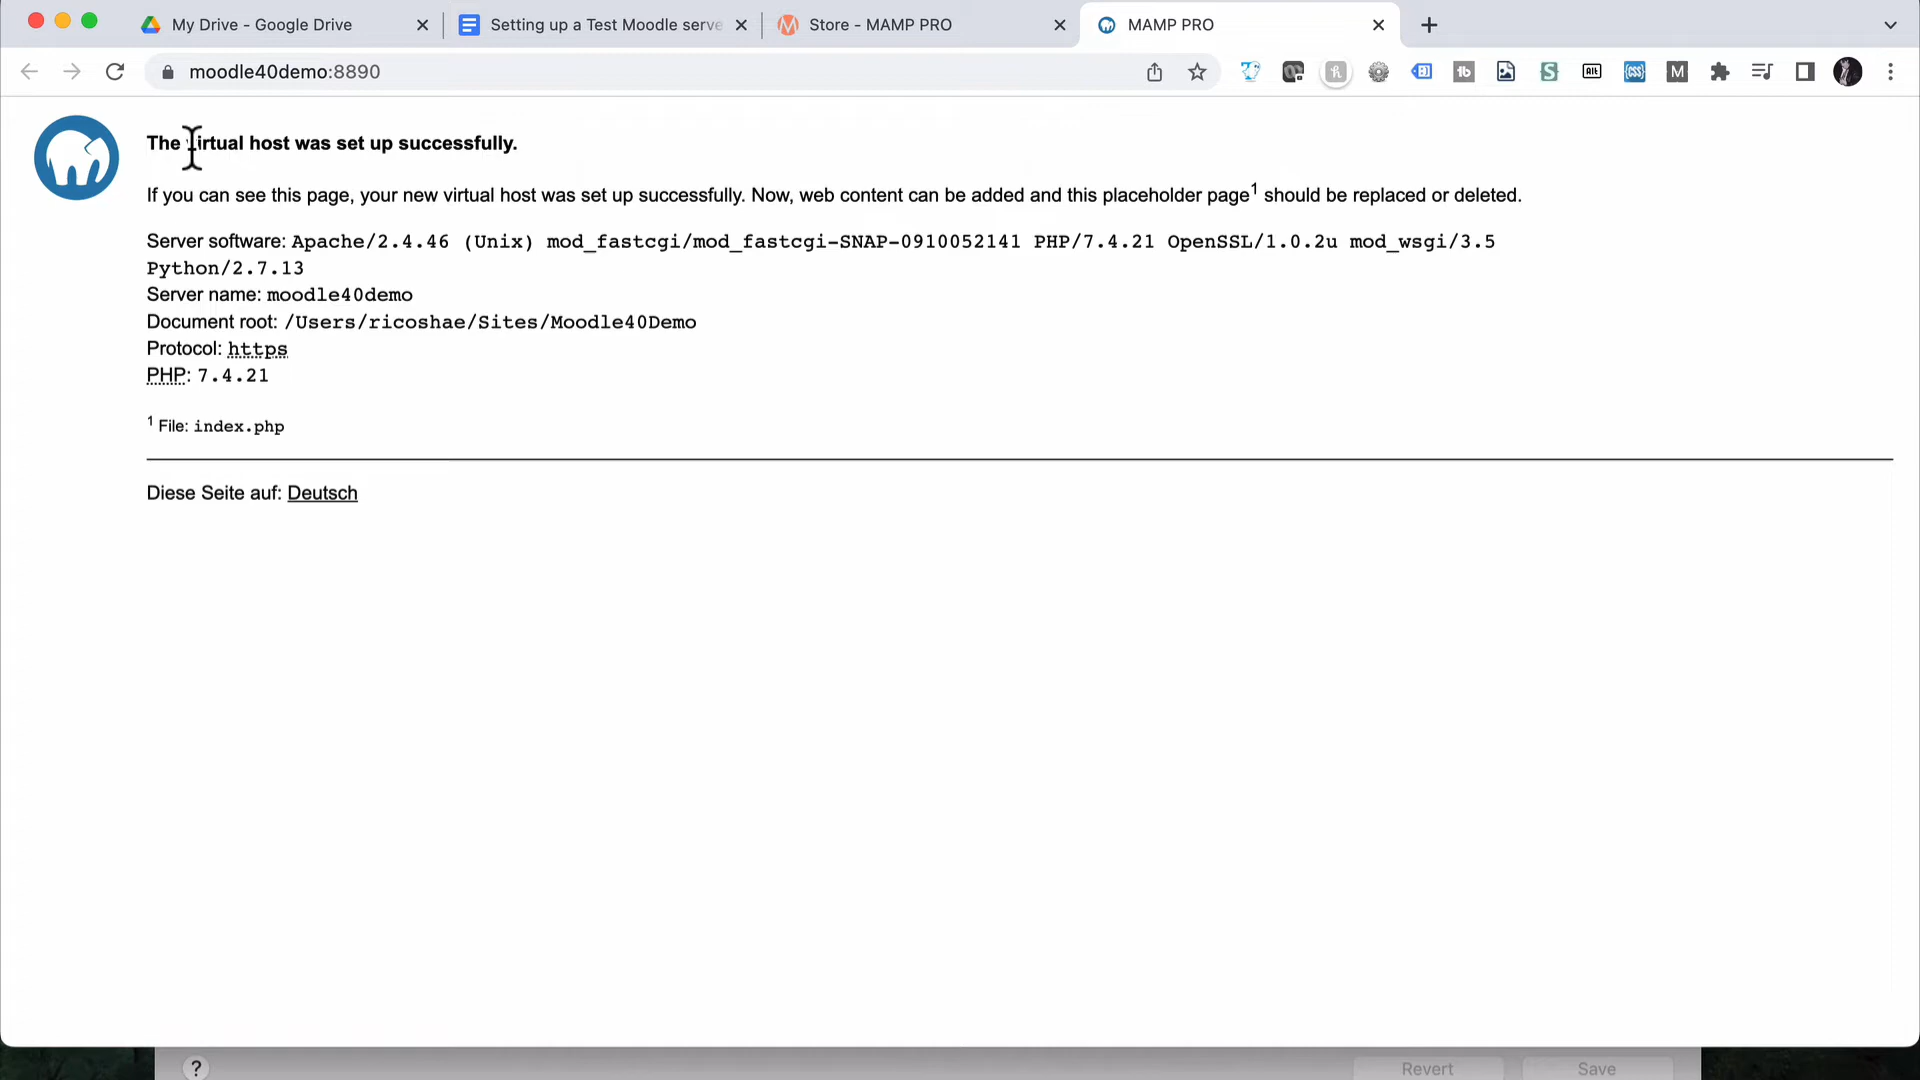 My Drive - Google Drive
Setting up a Test Moodle serve
Store - MAMP PRO
MAMP PRO
moodle40demo:8890
The virtual host was set up successfully.
If you can see this page, your new virtual host was set up successfully. Now, web content can be added and this placeholder page1 should be replaced or deleted.
Server software: Apache/2.4.46 (Unix) mod_fastcgi/mod_fastcgi-SNAP-0910052141 PHP/7.4.21 OpenSSL/1.0.2u mod_wsgi/3.5
Python/2.7.13
Server name: moodle40demo
Document root: /Users/ricoshae/Sites/Moodle40Demo
Protocol: https
PHP: 7.4.21
1 File: index.php
Diese Seite auf: Deutsch
?
Revert
Save